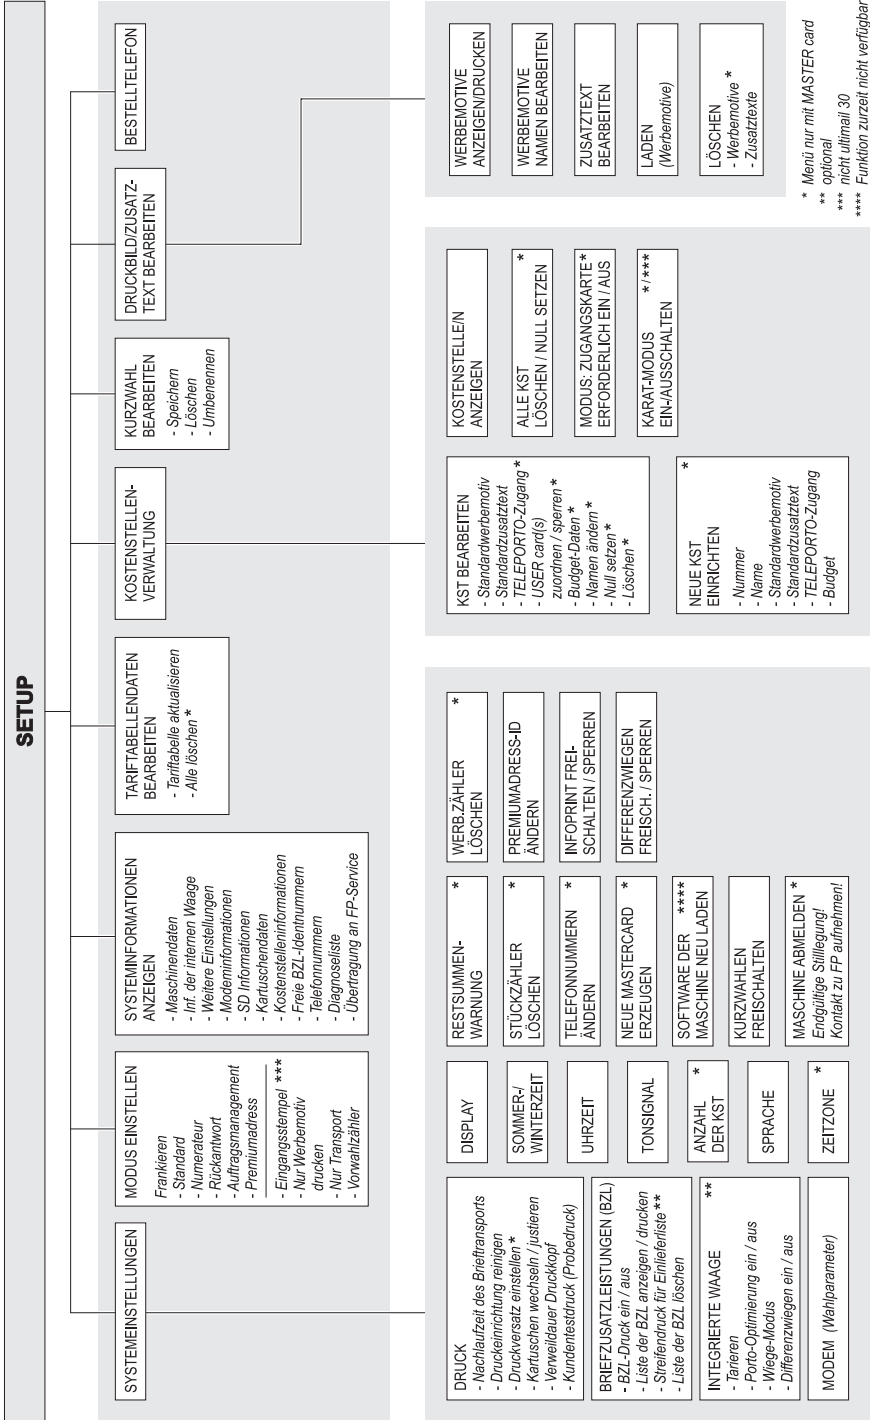 SETUP
SYSTEMEINSTELLUNGEN
MODUS EINSTELLEN
Frankieren
- Standard
- Numerateur
- Rückantwort
- Auftragsmanagement
- Premiumadress
- Eingangsstempel ***
- Nur Werbemotiv
drucken
- Nur Transport
- Vorwahlzähler
SYSTEMINFORMATIONEN
ANZEIGEN
- Maschinendaten
- Inf. der internen Waage
- Weitere Einstellungen
- Modeminformationen
- SD Informationen
- Kartuschendaten
- Kostenstelleninformationen
- Freie BZL-Identnummern
- Telefonnummern
- Diagnoseliste
- Übertragung an FP-Service
TARIFTABELLENDATEN
BEARBEITEN
- Tariftabelle aktualisieren
- Alle löschen *
KOSTENSTELLEN-
VERWALTUNG
KURZWAHL
BEARBEITEN
- Speichern
- Löschen
- Umbenennen
DRUCKBILD/ZUSATZ-
TEXT BEARBEITEN
BESTELLTELEFON
DRUCK
- Nachlaufzeit des Brieftransports
- Druckeinrichtung reinigen
- Druckversatz einstellen *
- Kartuschen wechseln / justieren
- Verweildauer Druckkopf
- Kundentestdruck (Probedruck)
BRIEFZUSATZLEISTUNGEN (BZL)
- BZL-Druck ein / aus
- Liste der BZL anzeigen / drucken
- Streifendruck für Einlieferliste **
- Liste der BZL löschen
INTEGRIERTE WAAGE **
- Tarieren
- Porto-Optimierung ein / aus
- Wiege-Modus
- Differenzwiegen ein / aus
MODEM (Wahlparameter)
DISPLAY
SOMMER-/
WINTERZEIT
UHRZEIT
TONSIGNAL
ANZAHL *
DER KST
SPRACHE
ZEITZONE *
RESTSUMMEN- *
WARNUNG
STÜCKZÄHLER *
LÖSCHEN
TELEFONNUMMERN *
ÄNDERN
NEUE MASTERCARD *
ERZEUGEN
SOFTWARE DER ****
MASCHINE NEU LADEN
KURZWAHLEN
FREISCHALTEN
MASCHINE ABMELDEN *
Endgültige Stilllegung!
Kontakt zu FP aufnehmen!
WERB.ZÄHLER *
LÖSCHEN
PREMIUMADRESS-ID
ÄNDERN
INFOPRINT FREI-
SCHALTEN / SPERREN
DIFFERENZWIEGEN
FREISCH. / SPERREN
KST BEARBEITEN
- Standardwerbemotiv
- Standardzusatztext
- TELEPORTO-Zugang *
- USER card(s)
zuordnen / sperren *
- Budget-Daten *
- Namen ändern *
- Null setzen *
- Löschen *
NEUE KST *
EINRICHTEN
- Nummer
- Name
- Standardwerbemotiv
- Standardzusatztext
- TELEPORTO-Zugang
- Budget
KOSTENSTELLE/N
ANZEIGEN
ALLE KST *
LÖSCHEN / NULL SETZEN
MODUS: ZUGANGSKARTE *
ERFORDERLICH EIN / AUS
KARAT-MODUS */***
EIN-/AUSSCHALTEN
WERBEMOTIVE
ANZEIGEN/DRUCKEN
WERBEMOTIVE
NAMEN BEARBEITEN
ZUSATZTEXT
BEARBEITEN
LADEN
(Werbemotive)
LÖSCHEN
- Werbemotive *
- Zusatztexte
* Menü nur mit MASTER card
** optional
*** nicht ultimail 30
**** Funktion zurzeit nicht verfügbar